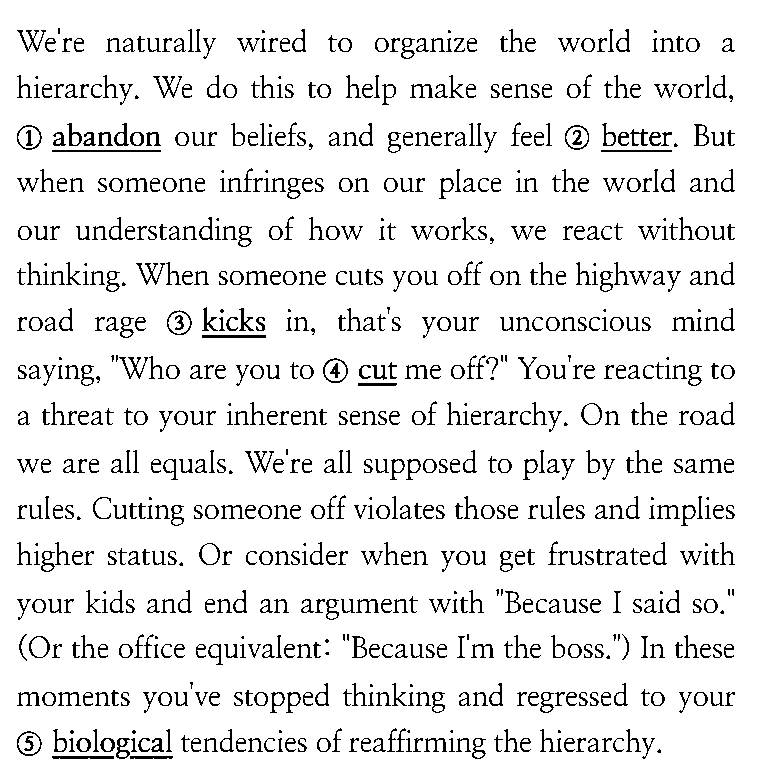 We're naturally wired to organize the world into a
hierarchy. We do this to help make sense of the world,
① abandon our beliefs, and generally feel ② better. But
when someone infringes on our place in the world and
our understanding of how it works, we react without
thinking. When someone cuts you off on the highway and
road rage ③ kicks in, that's your unconscious mind
saying, "Who are you to ④ cut me off?" You're reacting to
a threat to your inherent sense of hierarchy. On the road
we are all equals. We're all supposed to play by the same
rules. Cutting someone off violates those rules and implies
higher status. Or consider when you get frustrated with
your kids and end an argument with "Because I said so."
(Or the office equivalent: "Because I'm the boss.") In these
moments you've stopped thinking and regressed to your
⑤ biological tendencies of reaffirming the hierarchy.